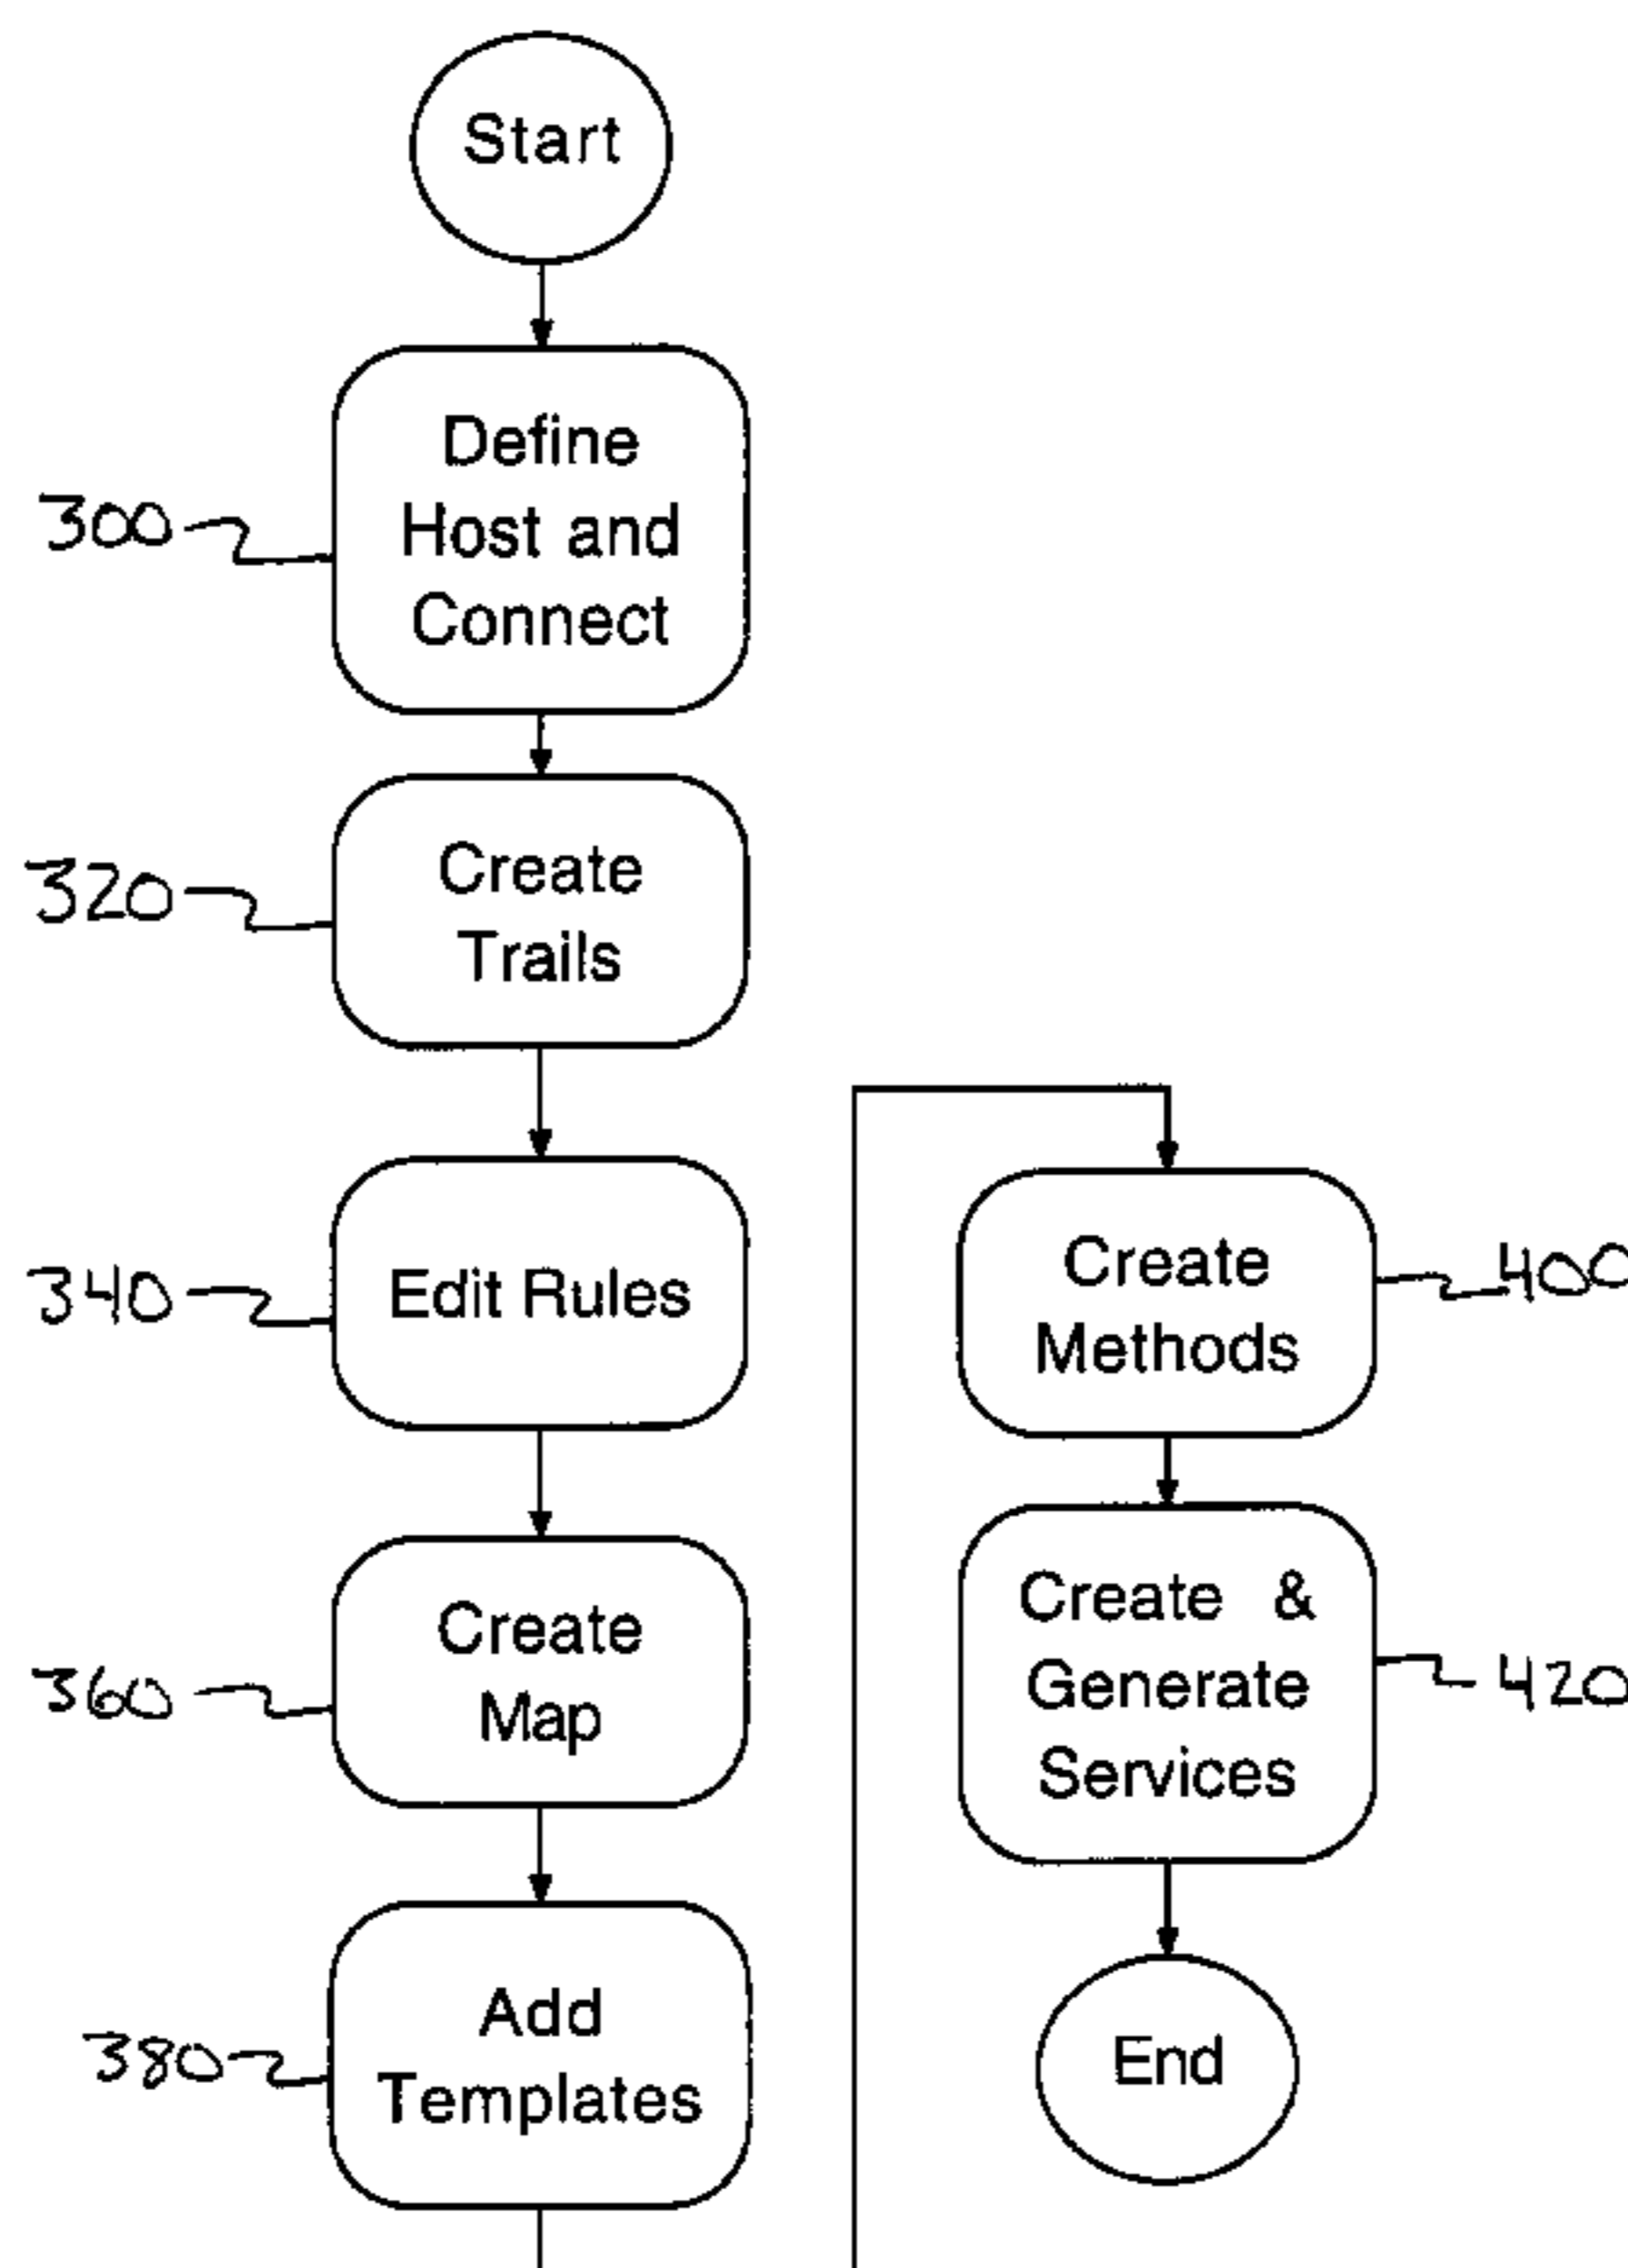 Start
Define
300
Host and
Connect
Create
320
Trails
340
Edit Rules
Create
360
Map
Add
380
Templates
Create
400
Methods
Create &
Generate
420
Services
End